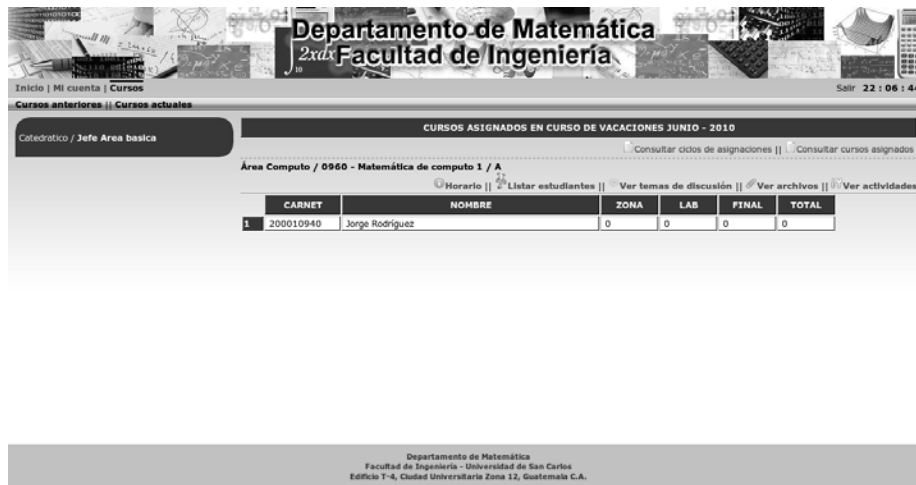 Departamento de Matemática
Facultad de Ingeniería
2xdx
10
Inicio | Mi cuenta | Cursos
Salir 22 : 06 : 44
Cursos anteriores || Cursos actuales
Catedratico / Jefe Area basica
CURSOS ASIGNADOS EN CURSO DE VACACIONES JUNIO - 2010
Consultar ciclos de asignaciones || Consultar cursos asignados
Área Computo / 0960 - Matemática de computo 1 / A
Horario || Listar estudiantes || Ver temas de discusión || Ver archivos || Ver actividades
CARNET NOMBRE ZONA LAB FINAL TOTAL
1 200010940 Jorge Rodríguez 0 0 0 0
Departamento de Matemática
Facultad de Ingeniería - Universidad de San Carlos
Edificio T-4, Ciudad Universitaria Zona 12, Guatemala C.A.